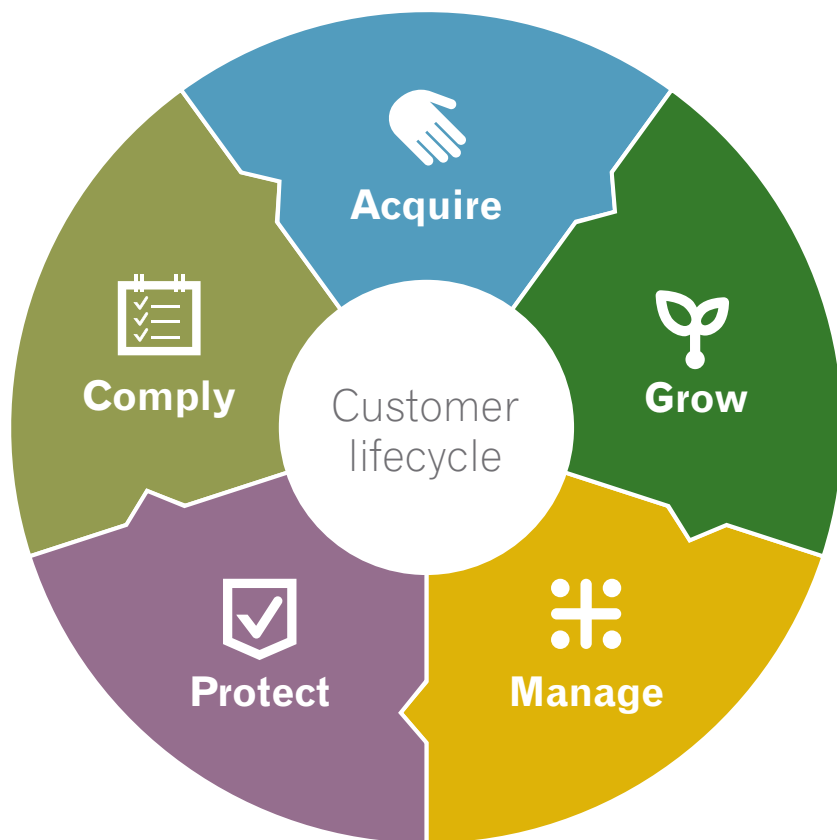 Acquire
Grow
Manage
Protect
Comply
Customer
lifecycle